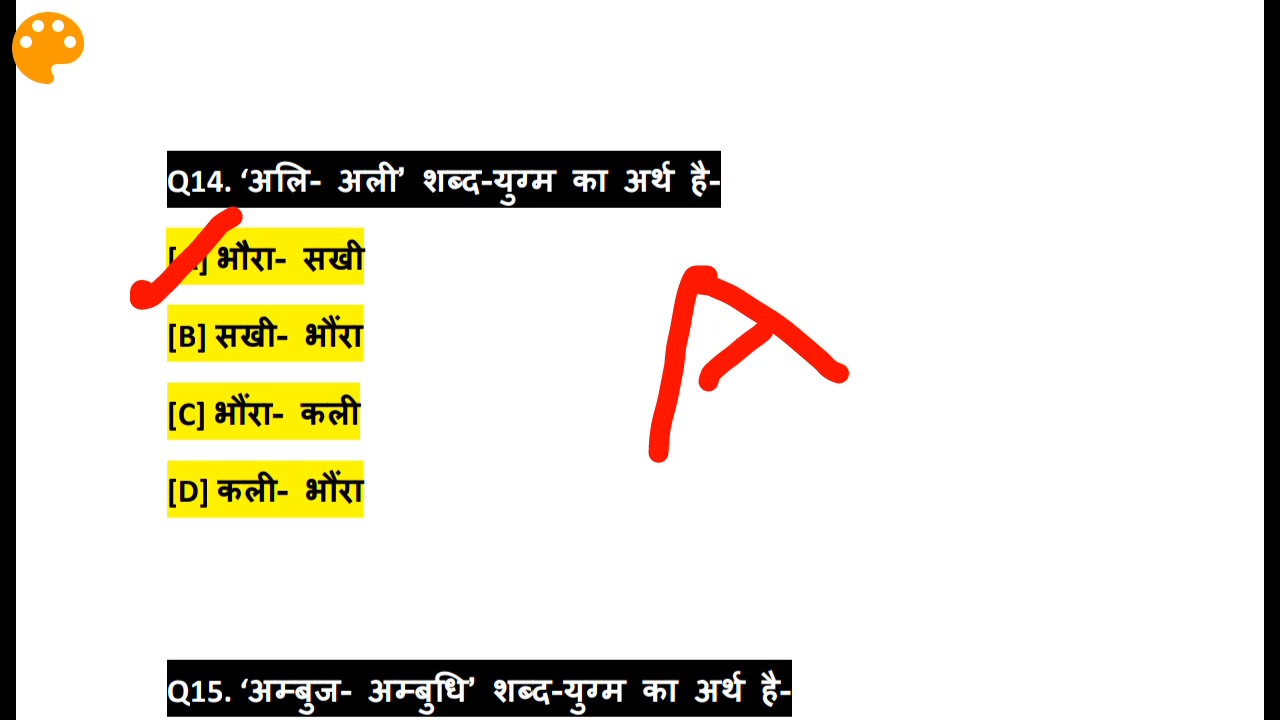 Q14. ‘अलि- अली’ शब्द-युग्म का अर्थ है-
[A] भौरा- सखी
A
[B] सखी- भौंरा
[C] भौंरा- कली
[D] कली- भौंरा
Q15. ‘अम्बुज- अम्बुधि’ शब्द-युग्म का अर्थ है-